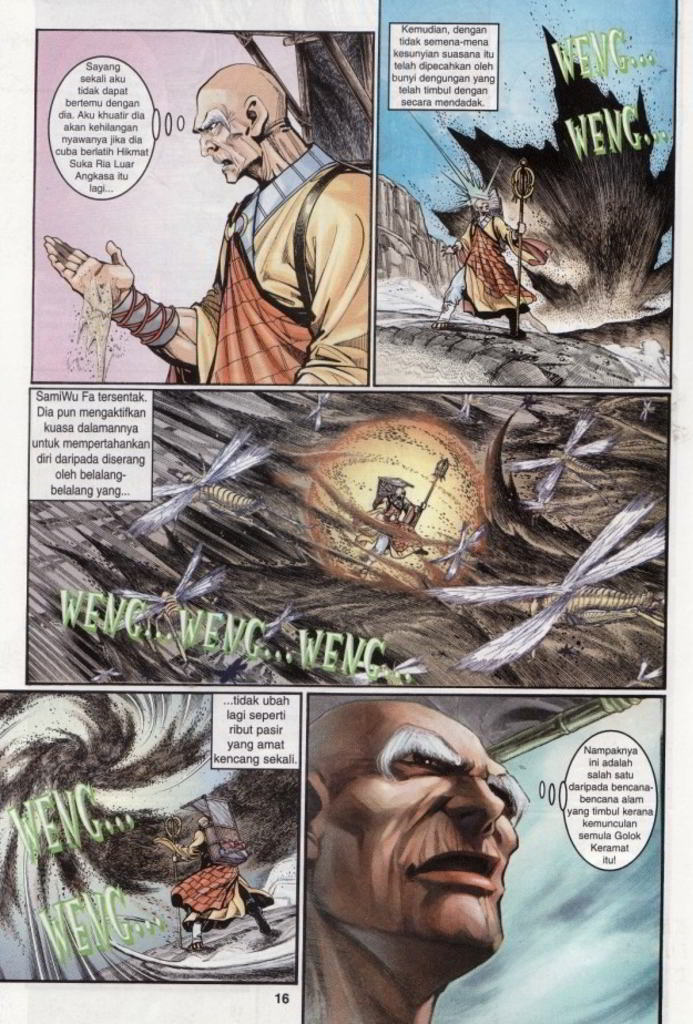 Sayang
sekali aku
tidak dapat
bertemu dengan
dia. Aku khuatir dia
akan kehilangan
nyawanya jika dia
cuba berlatih Hikmat
Suka Ria Luar
Angkasa itu
lagi...
Kemudian, dengan
tidak semena-mena
kesunyian suasana itu
telah dipecahkan oleh
bunyi dengungan yang
telah timbul dengan
secara mendadak.
WENG...
WENG...
SamiWu Fa tersentak.
Dia pun mengaktifkan
kuasa dalamannya
untuk mempertahankan
diri daripada diserang
oleh belalang-
belalang yang...
WENG... WENG... WENG...
...tidak ubah
lagi seperti
ribut pasir
yang amat
kencang sekali.
WENG...
WENG...
Nampaknya
ini adalah
salah satu
daripada bencana-
bencana alam
yang timbul kerana
kemunculan
semula Golok
Keramat
itu!
16